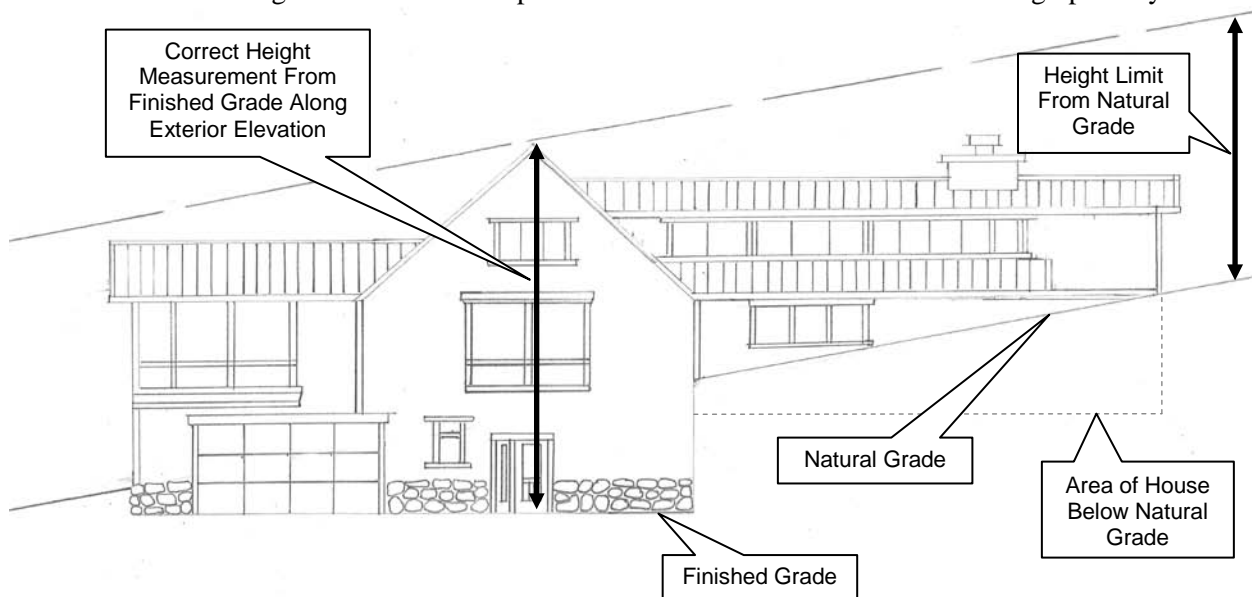 Correct Height
Measurement From
Finished Grade Along
Exterior Elevation
Height Limit
From Natural
Grade
Natural Grade
Area of House
Below Natural
Grade
Finished Grade